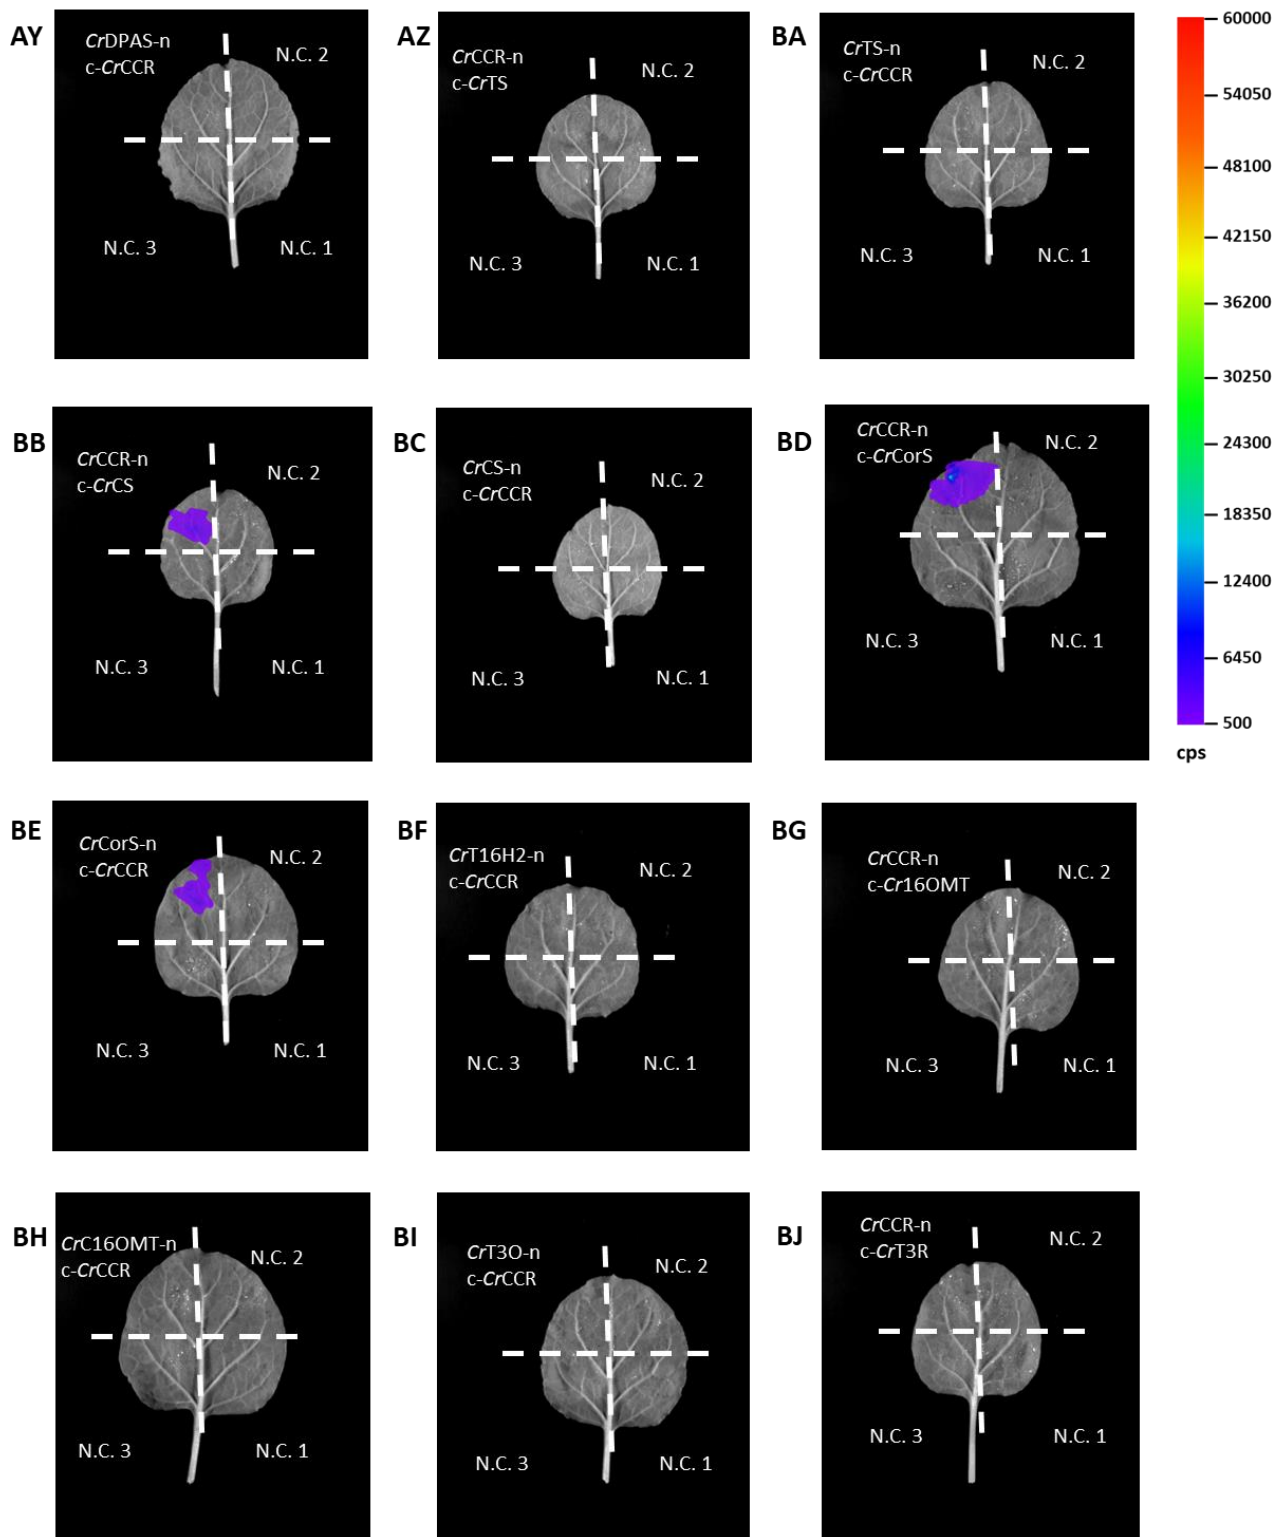 AY
CrDPAS-n
c-CrCCR
N.C. 2
N.C. 3
N.C. 1
AZ
CrCCR-n
c-CrTS
N.C. 2
N.C. 3
N.C. 1
BA
CrTS-n
c-CrCCR
N.C. 2
N.C. 3
N.C. 1
60000
54050
48100
42150
36200
30250
24300
18350
12400
6450
500
cps
BB
CrCCR-n
c-CrCS
N.C. 2
N.C. 3
N.C. 1
BC
CrCS-n
c-CrCCR
N.C. 2
N.C. 3
N.C. 1
BD
CrCCR-n
c-CrCorS
N.C. 2
N.C. 3
N.C. 1
BE
CrCorS-n
c-CrCCR
N.C. 2
N.C. 3
N.C. 1
BF
CrT16H2-n
c-CrCCR
N.C. 2
N.C. 3
N.C. 1
BG
CrCCR-n
c-Cr16OMT
N.C. 2
N.C. 3
N.C. 1
BH
CrC16OMT-n
c-CrCCR
N.C. 2
N.C. 3
N.C. 1
BI
CrT3O-n
c-CrCCR
N.C. 2
N.C. 3
N.C. 1
BJ
CrCCR-n
c-CrT3R
N.C. 2
N.C. 3
N.C. 1